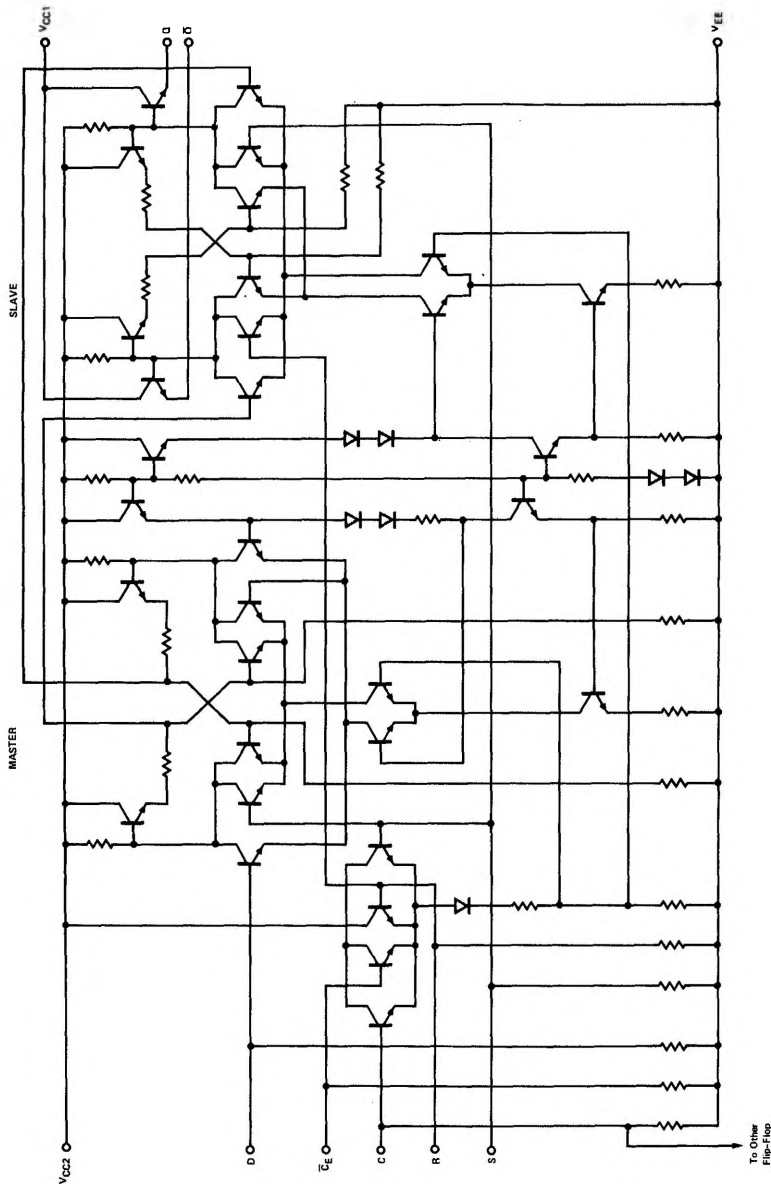 VCC1
Q
Q̅
VEE
SLAVE
MASTER
VCC2
D
C̅E
C
R
S
To Other
Flip-Flop